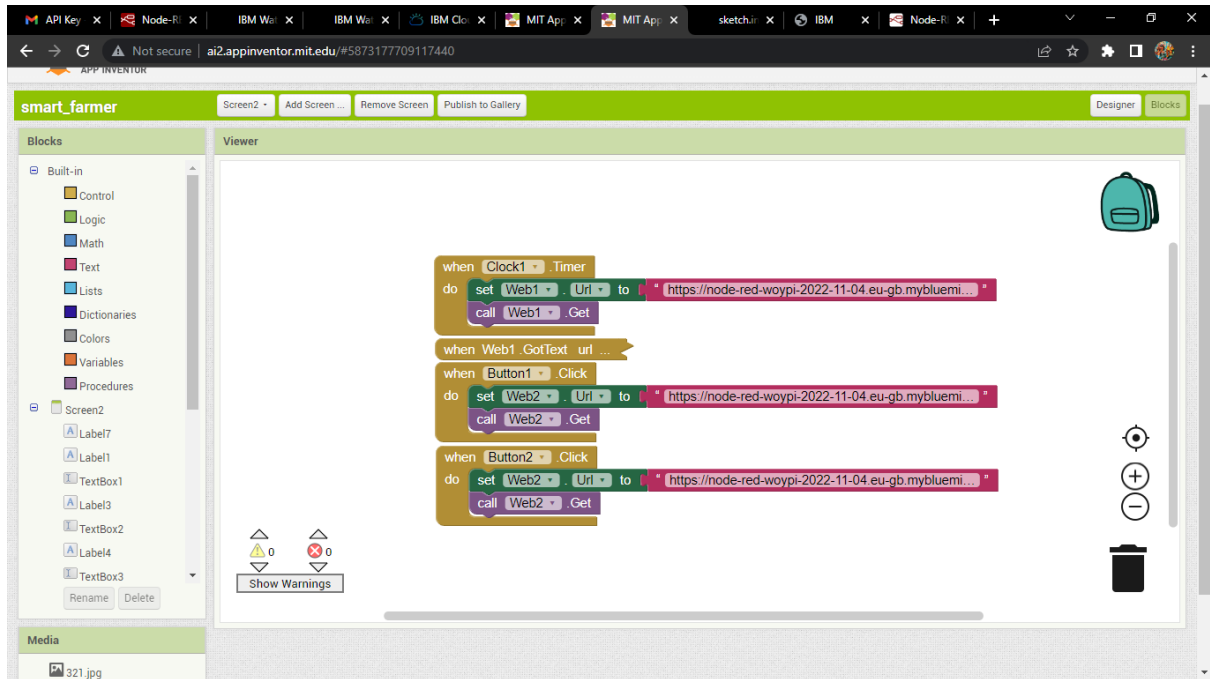 API Key
Node-R
IBM Wat
IBM Wat
IBM Clo
MIT App
MIT App
sketch.in
IBM
Node-R
Not secure | ai2.appinventor.mit.edu/#5873177709117440
APP INVENTOR
smart_farmer
Screen2
Add Screen ...
Remove Screen
Publish to Gallery
Designer
Blocks
Blocks
Viewer
Built-in
Control
Logic
Math
Text
Lists
Dictionaries
Colors
Variables
Procedures
Screen2
Label7
Label1
TextBox1
Label3
TextBox2
Label4
TextBox3
Rename
Delete
Media
321.jpg
when Clock1 .Timer
do set Web1 . Url to " https://node-red-woypi-2022-11-04.eu-gb.mybluemi... "
call Web1 .Get
when Web1 .GotText url ...
when Button1 .Click
do set Web2 . Url to " https://node-red-woypi-2022-11-04.eu-gb.mybluemi... "
call Web2 .Get
when Button2 .Click
do set Web2 . Url to " https://node-red-woypi-2022-11-04.eu-gb.mybluemi... "
call Web2 .Get
0
0
Show Warnings